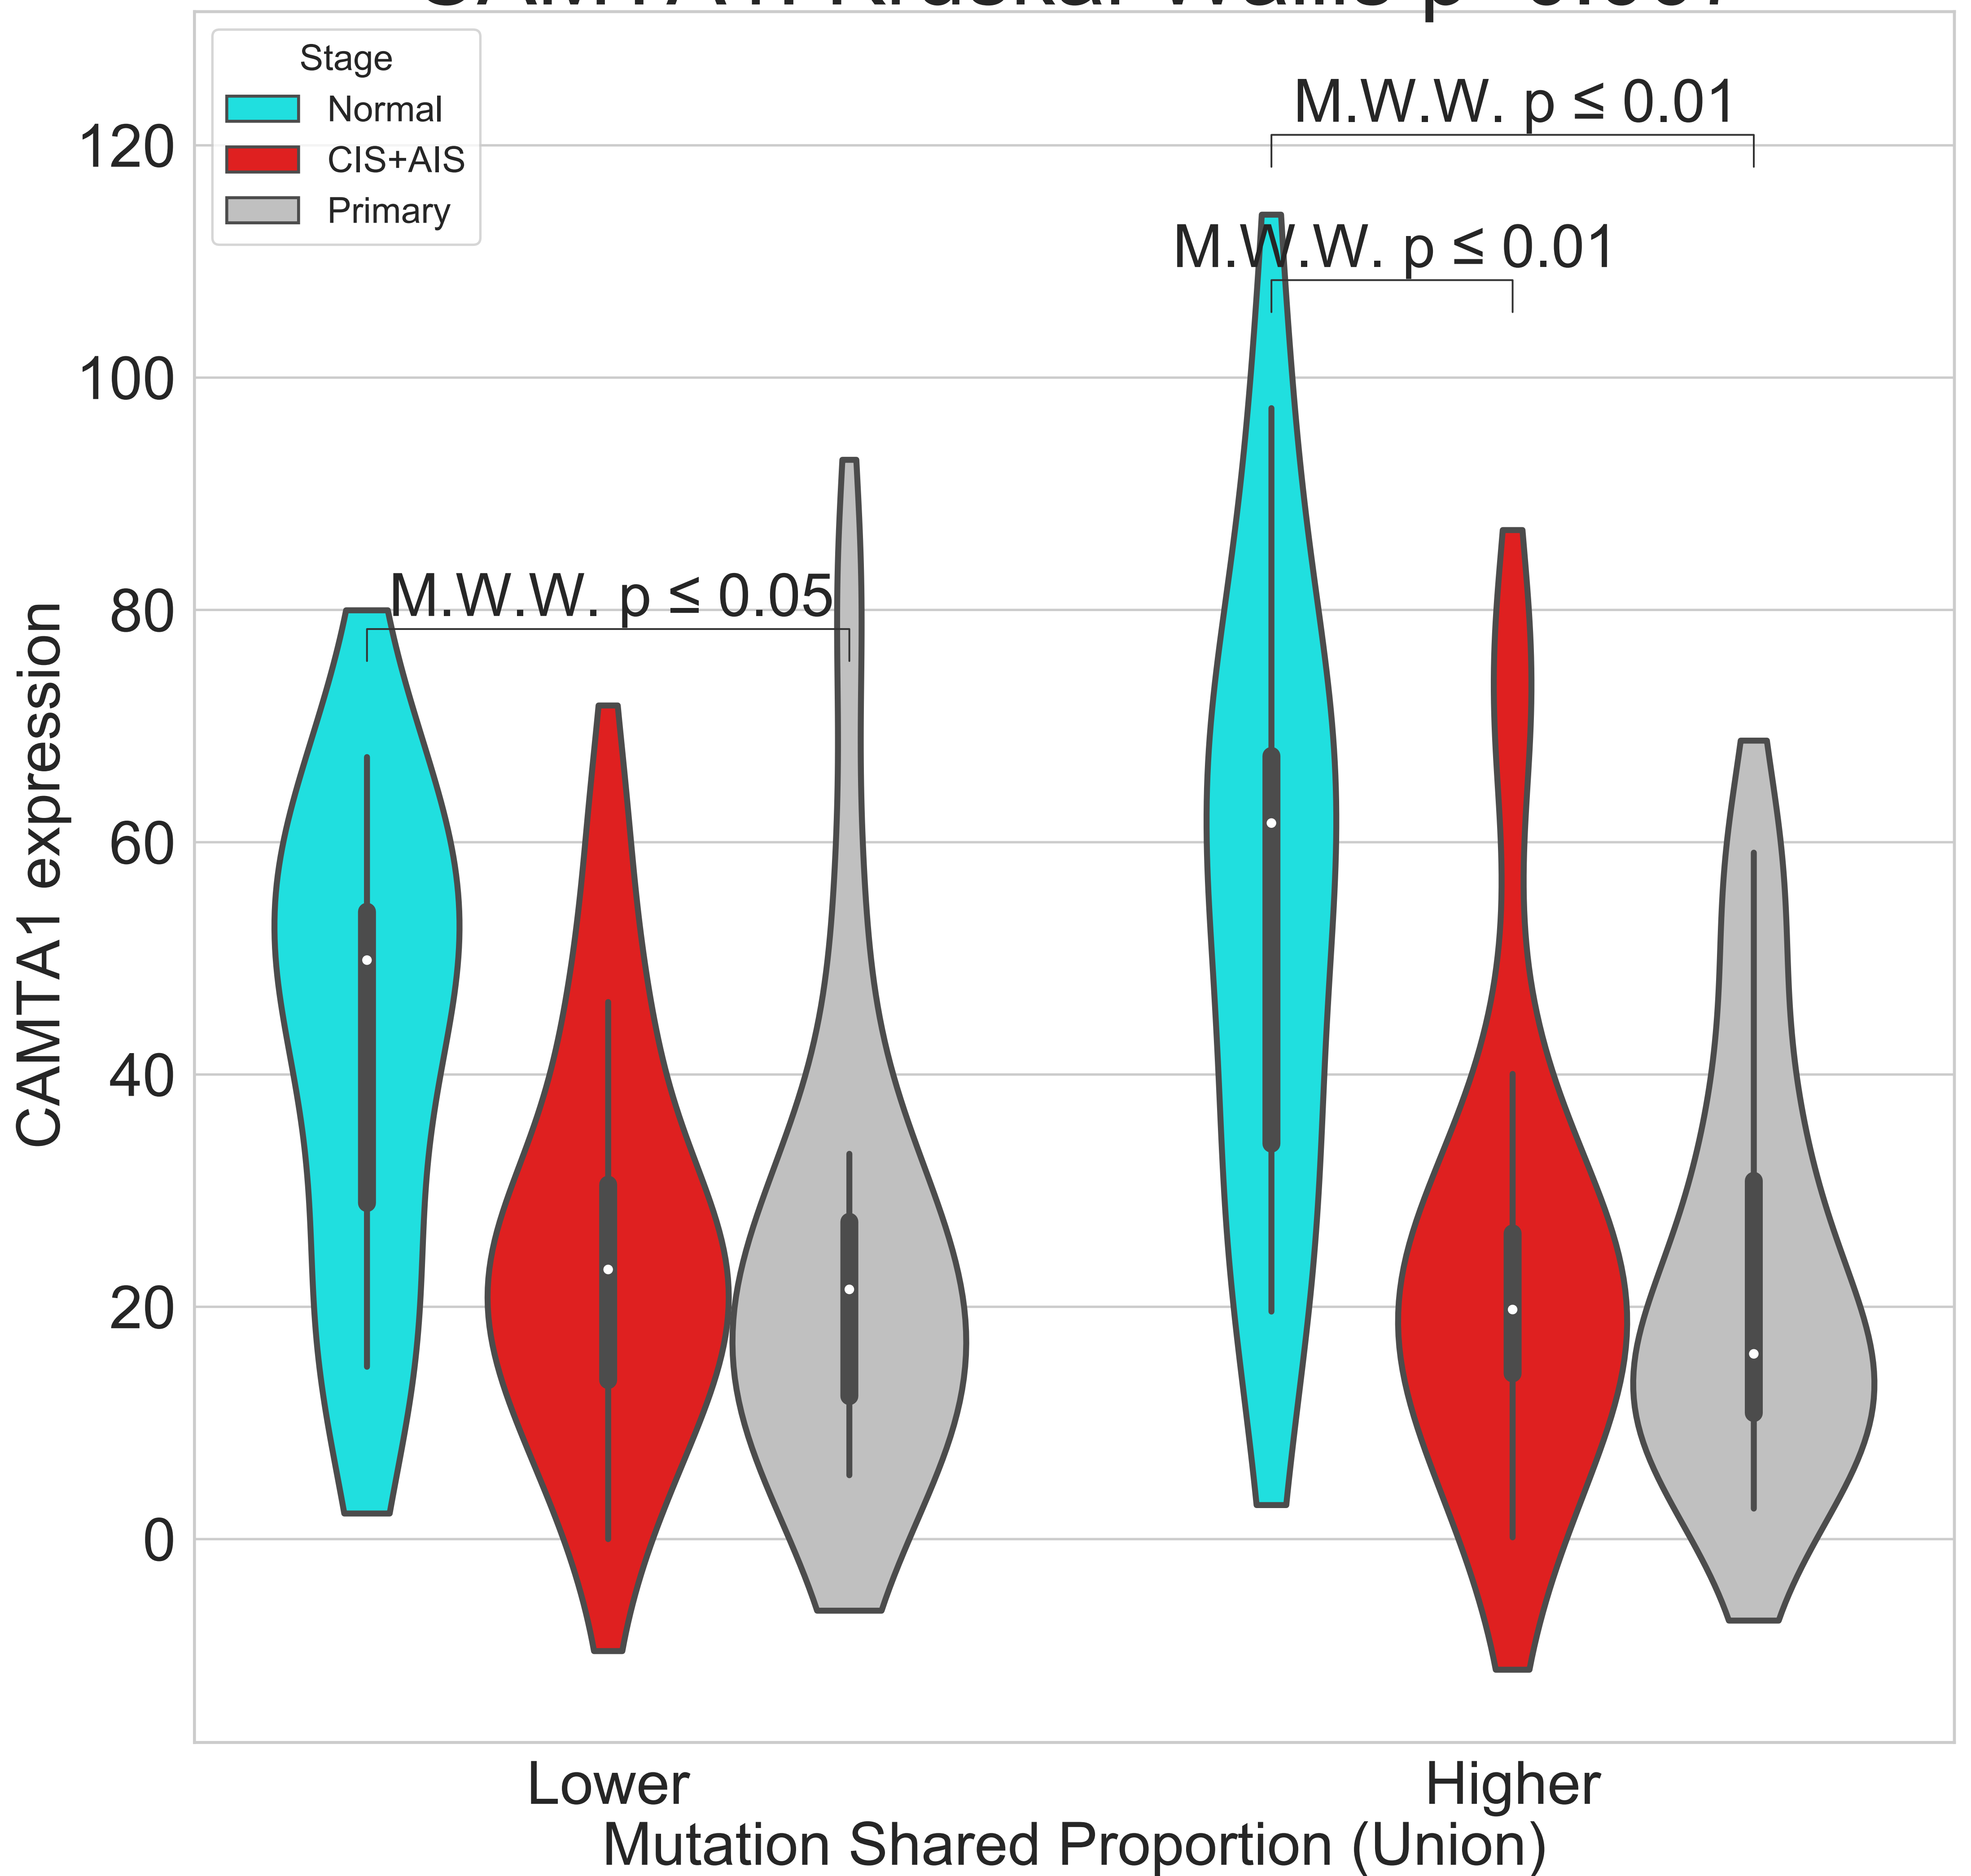 Stage
Normal
CIS+AIS
Primary
M.W.W. p ≤ 0.01
M.W.W. p ≤ 0.01
M.W.W. p ≤ 0.05
120
100
80
60
40
20
0
CAMTA1 expression
Lower
Higher
Mutation Shared Proportion (Union)